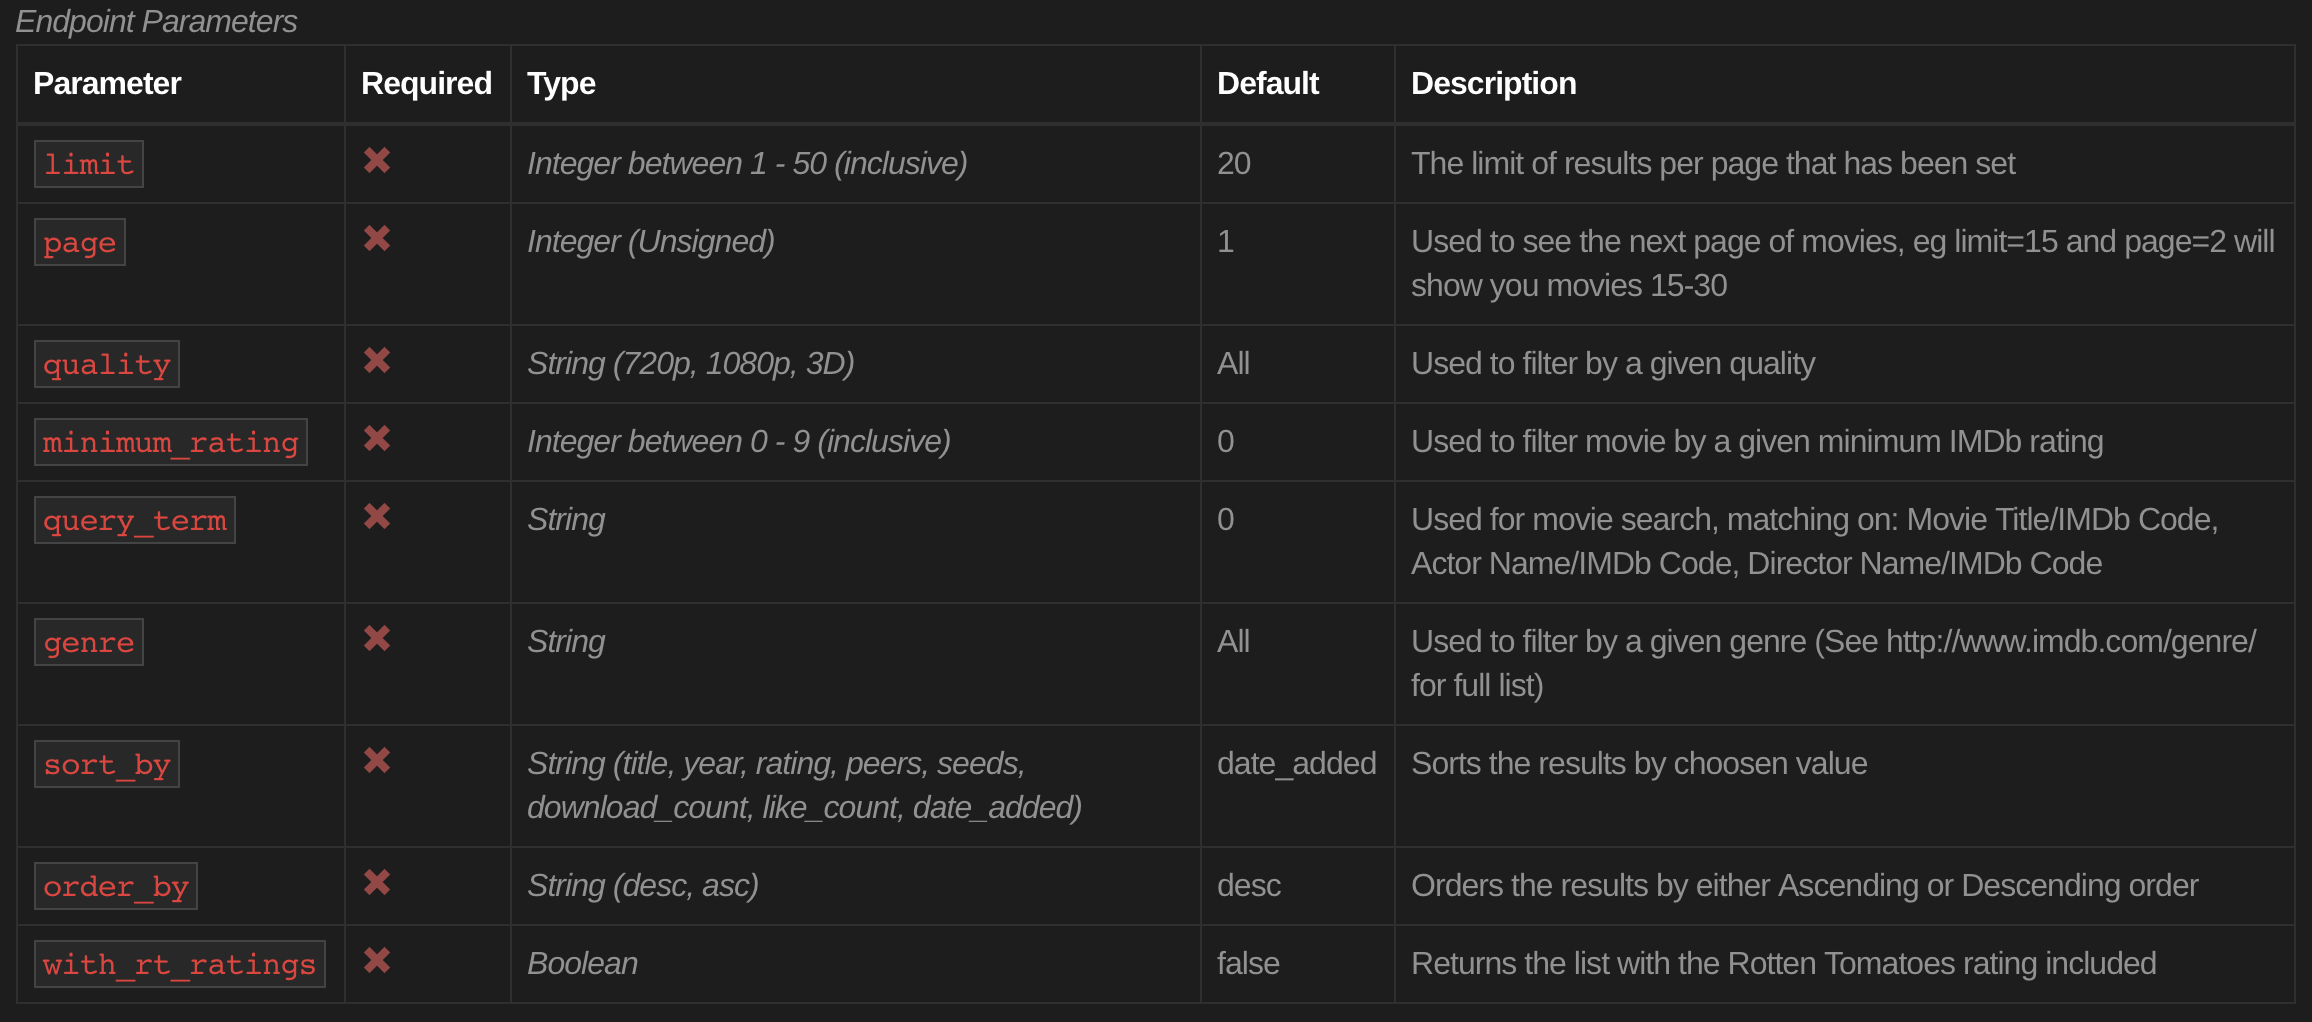 Endpoint Parameters
Parameter Required Type Default Description
limit ✖ Integer between 1 - 50 (inclusive) 20 The limit of results per page that has been set
page ✖ Integer (Unsigned) 1 Used to see the next page of movies, eg limit=15 and page=2 will
show you movies 15-30
quality ✖ String (720p, 1080p, 3D) All Used to filter by a given quality
minimum_rating ✖ Integer between 0 - 9 (inclusive) 0 Used to filter movie by a given minimum IMDb rating
query_term ✖ String 0 Used for movie search, matching on: Movie Title/IMDb Code,
Actor Name/IMDb Code, Director Name/IMDb Code
genre ✖ String All Used to filter by a given genre (See http://www.imdb.com/genre/
for full list)
sort_by ✖ String (title, year, rating, peers, seeds, date_added Sorts the results by choosen value
download_count, like_count, date_added)
order_by ✖ String (desc, asc) desc Orders the results by either Ascending or Descending order
with_rt_ratings ✖ Boolean false Returns the list with the Rotten Tomatoes rating included